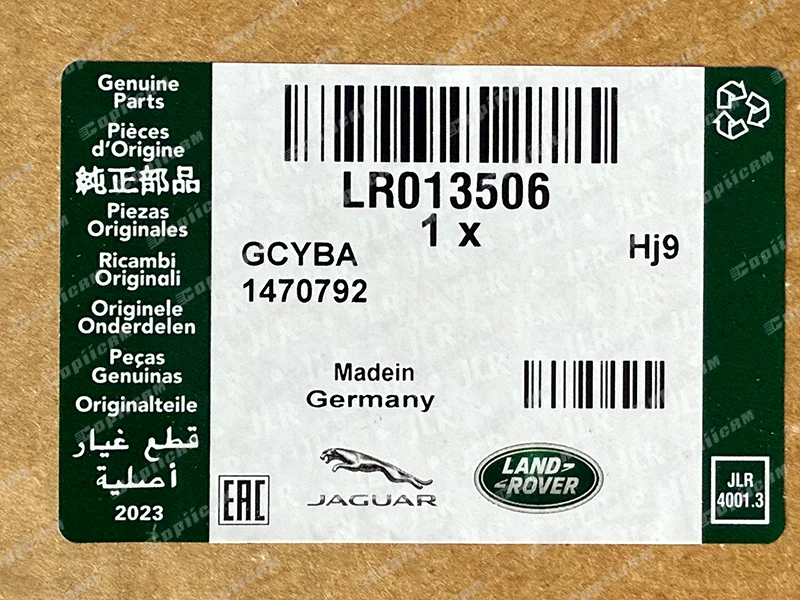 Genuine
Parts
Pièces
d'Origine
純正部品
Piezas
Originales
Ricambi
Originali
Originele
Onderdelen
Peças
Genuinas
Originalteile
قطع غيار
أصلية
2023
LR013506
1 x
GCYBA
Hj9
1470792
Madein
Germany
EAC
JAGUAR
LAND-
-ROVER
JLR
4001.3
Copiicam